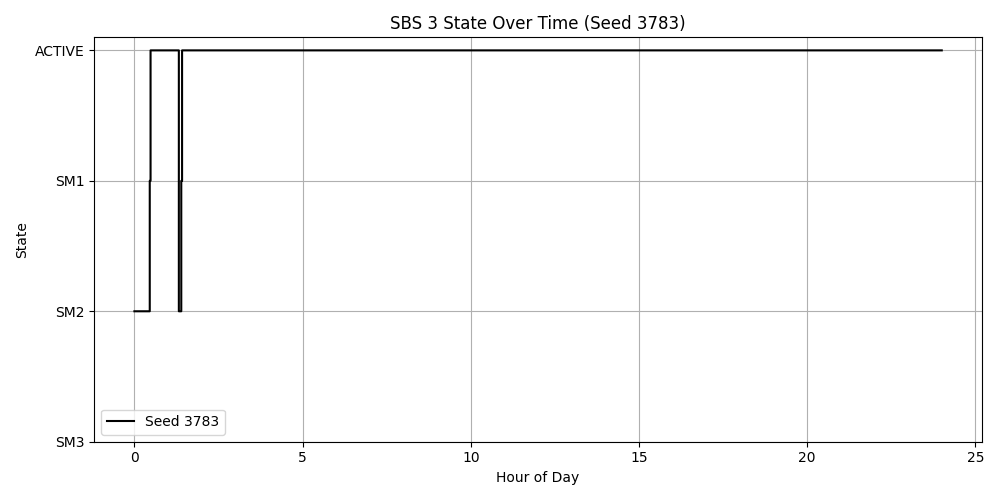 SBS 3 State Over Time (Seed 3783)
ACTIVE
SM1
SM2
SM3
State
Seed 3783
0 5 10 15 20 25
Hour of Day